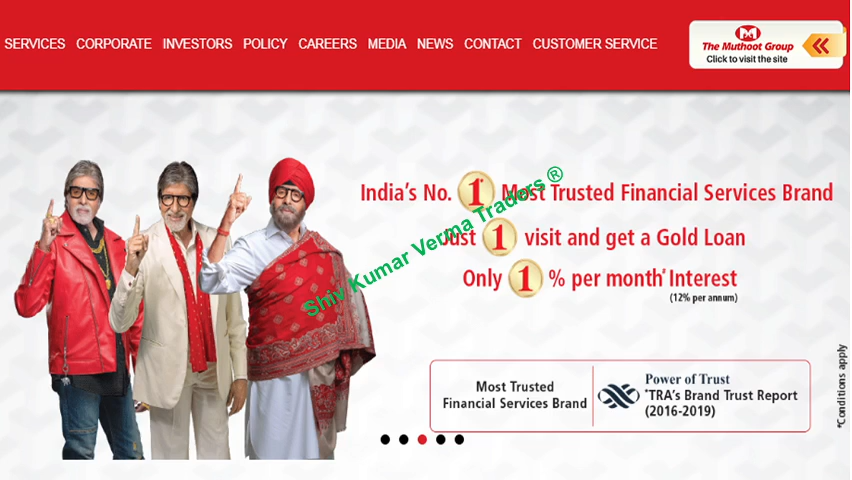 SERVICES CORPORATE INVESTORS POLICY CAREERS MEDIA NEWS CONTACT CUSTOMER SERVICE
The Muthoot Group
Click to visit the site
India's No. 1* Most Trusted Financial Services Brand
Just 1 visit and get a Gold Loan
Only 1 % per month# Interest
(12% per annum)
Shiv Kumar Verma Traders ®
Most Trusted
Financial Services Brand
Power of Trust
*TRA's Brand Trust Report
(2016-2019)
*Conditions apply